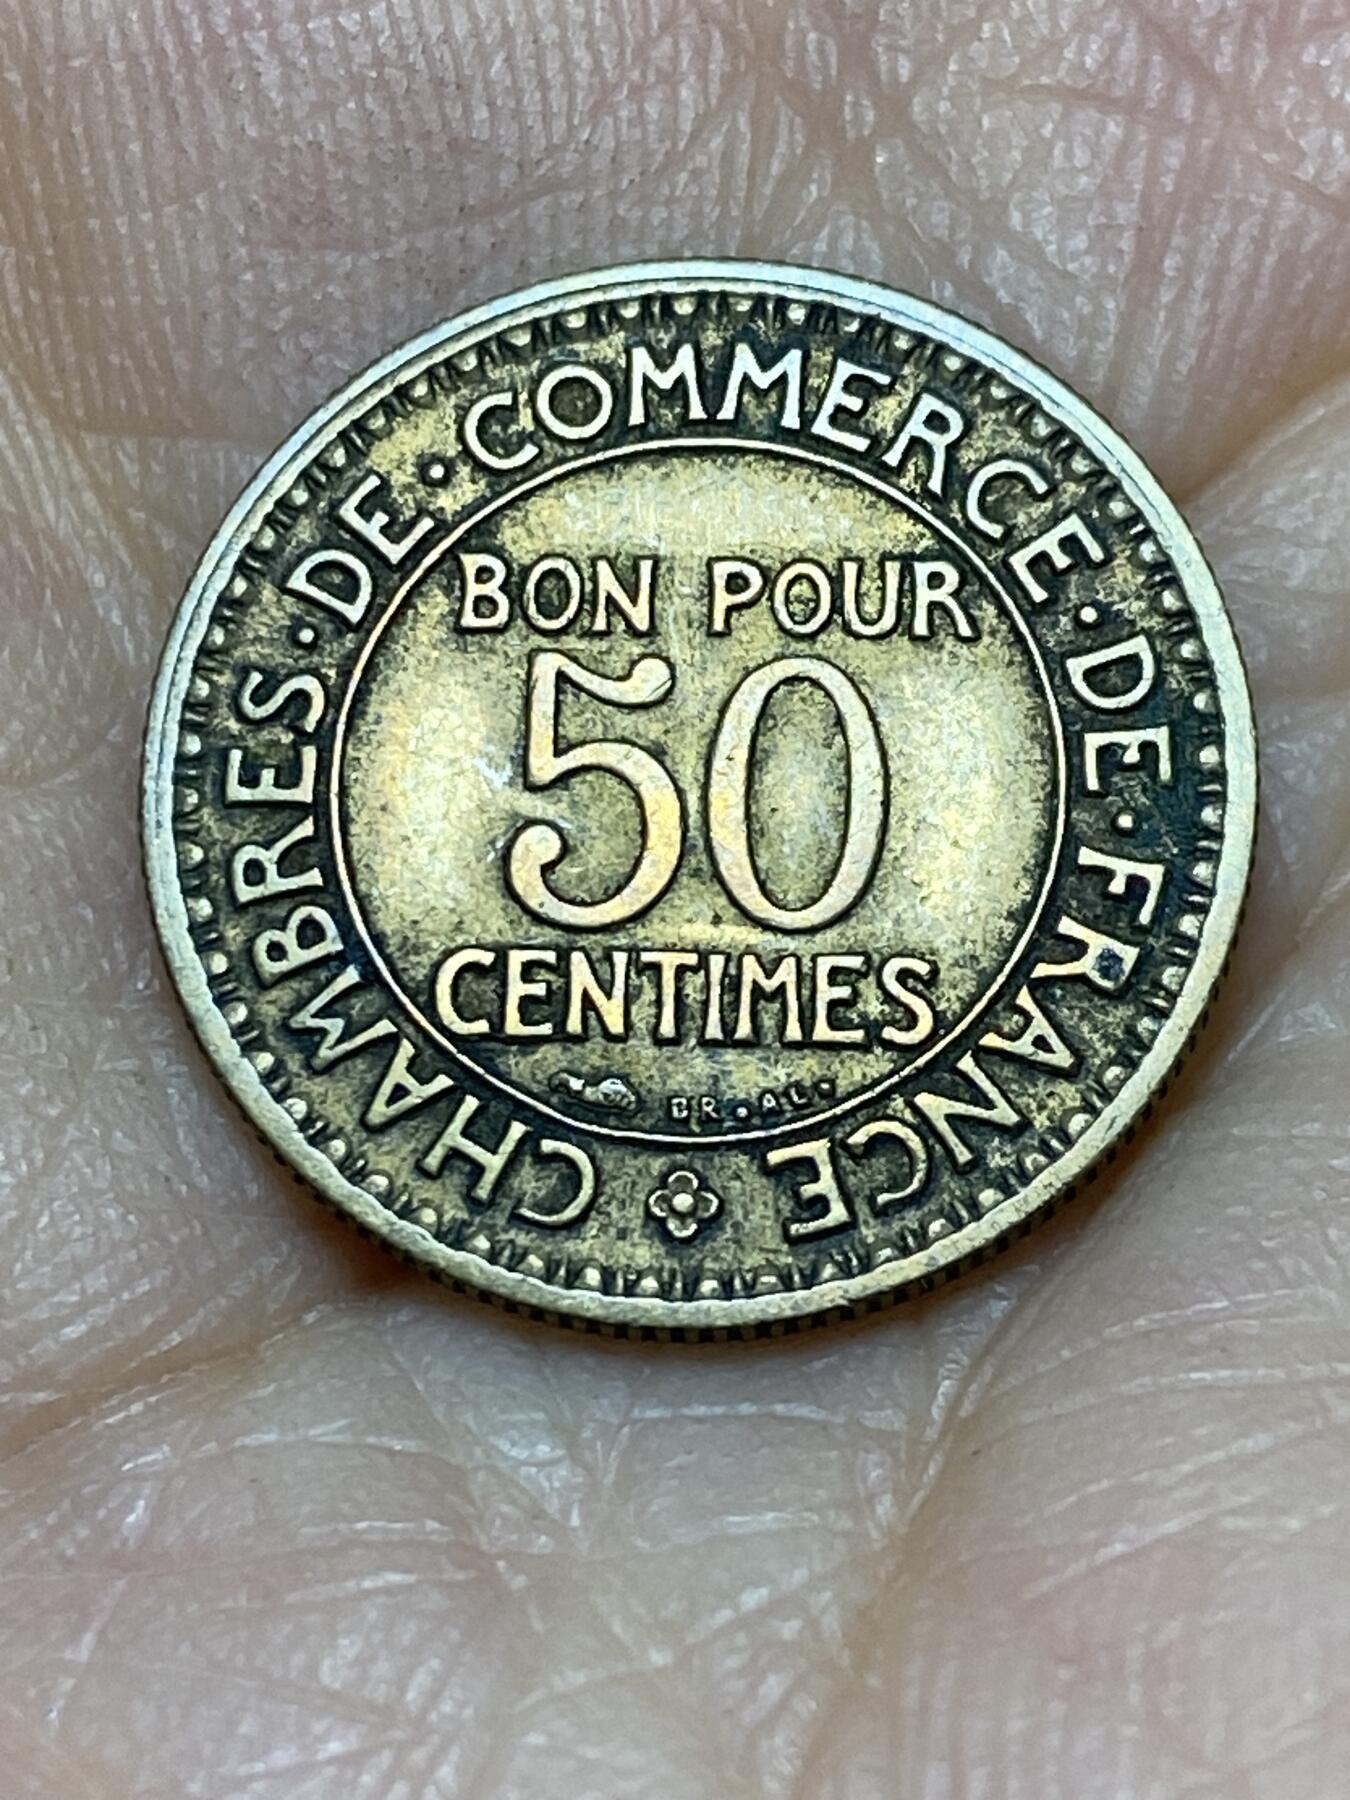 CHAMBRES · DE · COMMERCE · DE · FRANCE
BON POUR
50
CENTIMES
BR. AL.